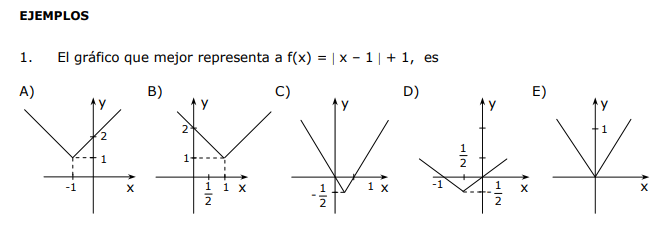 EJEMPLOS
1. El gráfico que mejor representa a f(x) = | x – 1 | + 1, es
A) B) C) D) E)
y y y y y
2 2 1
1 1
1/2
-1 1/2 1 x
x
-1/2 1 x
-1 -1/2 x
x